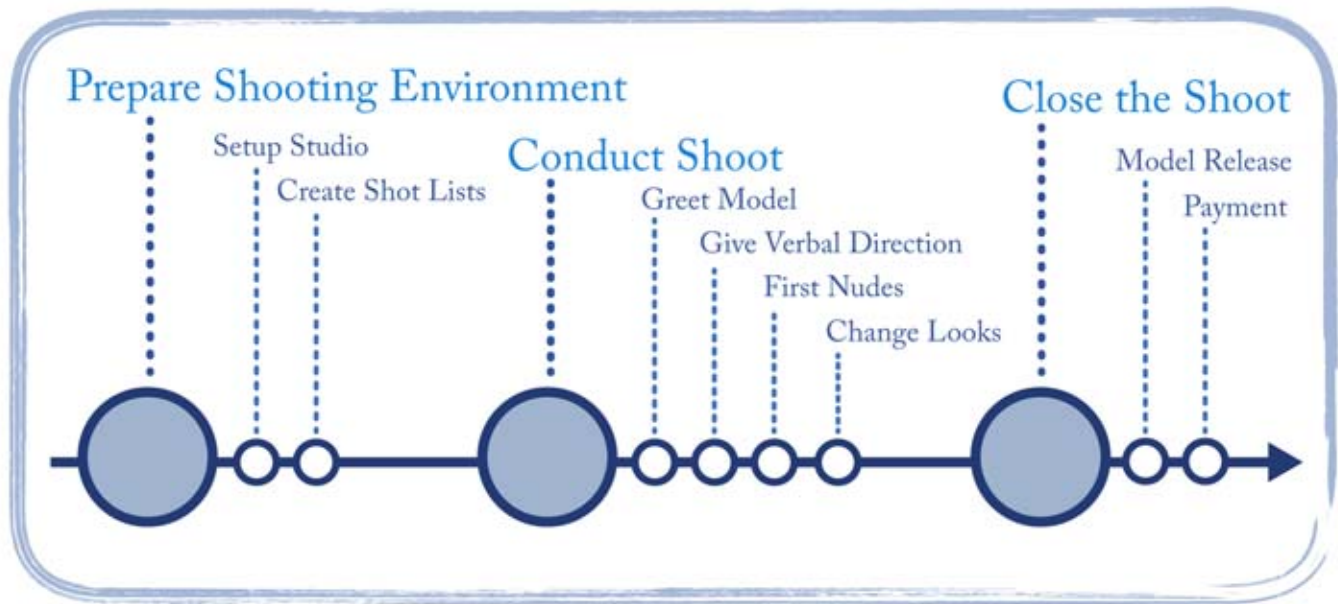 Prepare Shooting Environment
Setup Studio
Create Shot Lists
Conduct Shoot
Greet Model
Give Verbal Direction
First Nudes
Change Looks
Close the Shoot
Model Release
Payment